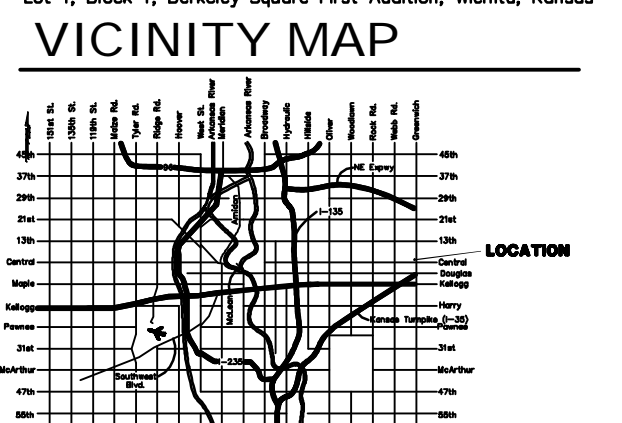 Lot 1, Block 1, Berkeley Square First Addition, Wichita, Kansas
VICINITY MAP
151st St.
135th St.
119th St.
Maize Rd.
Tyler Rd.
Ridge Rd.
Hoover
West St.
Arkansas River
Meridian
Arkansas River
Broadway
Hydraulic
Hillside
Oliver
Woodlawn
Rock Rd.
Webb Rd.
Greenwich
45th
45th
37th
96
NE Expwy
37th
29th
Amidon
29th
21st
I-135
21st
13th
13th
LOCATION
Central
Central
Douglas
Maple
Kellogg
Kellogg
McLean
Harry
Kansas Turnpike (I-35)
Pawnee
Pawnee
31st
31st
I-235
McArthur
McArthur
Southwest
Blvd.
47th
47th
55th
55th